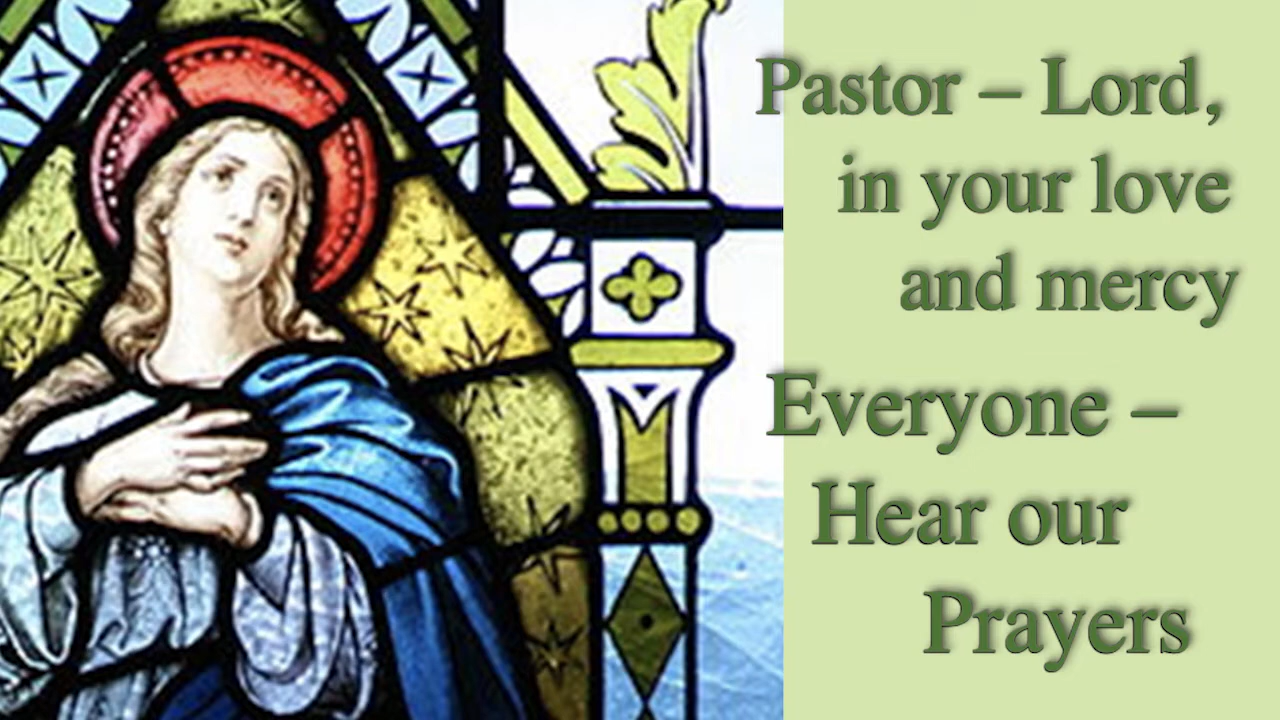 Pastor – Lord,
in your love
and mercy
Everyone –
Hear our
Prayers